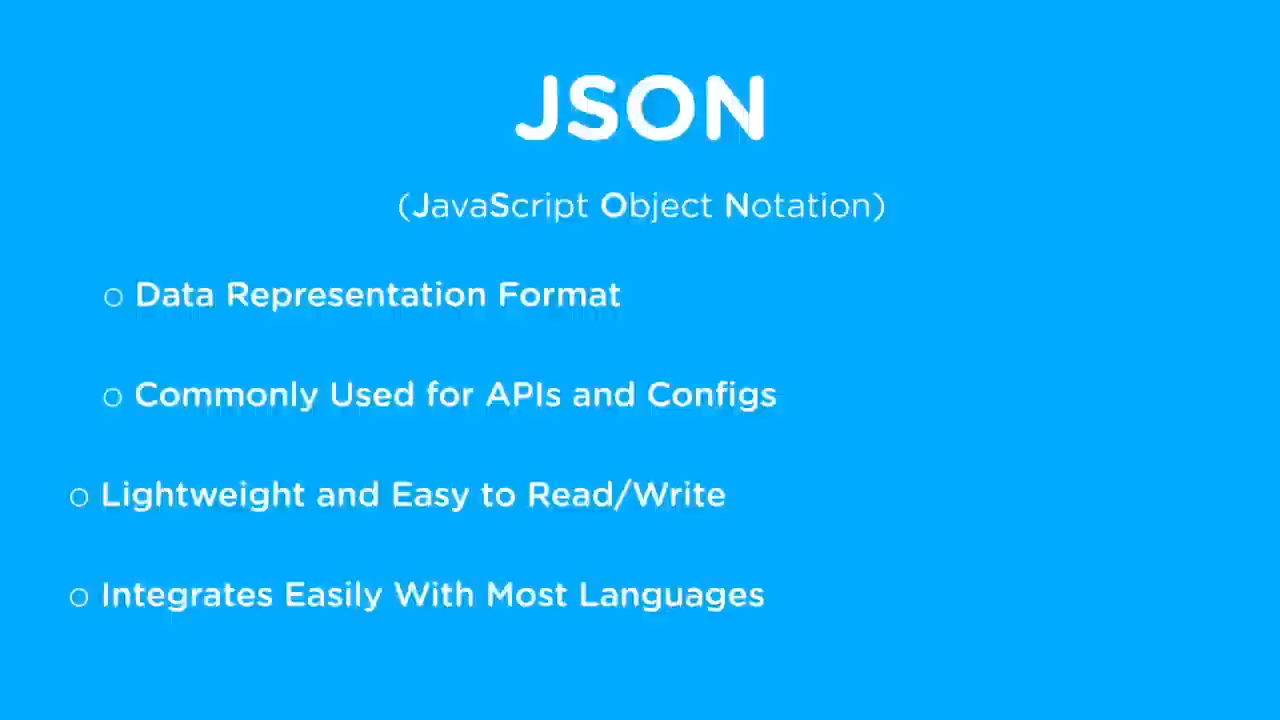 JSON
(JavaScript Object Notation)
○ Data Representation Format
○ Commonly Used for APIs and Configs
○ Lightweight and Easy to Read/Write
○ Integrates Easily With Most Languages